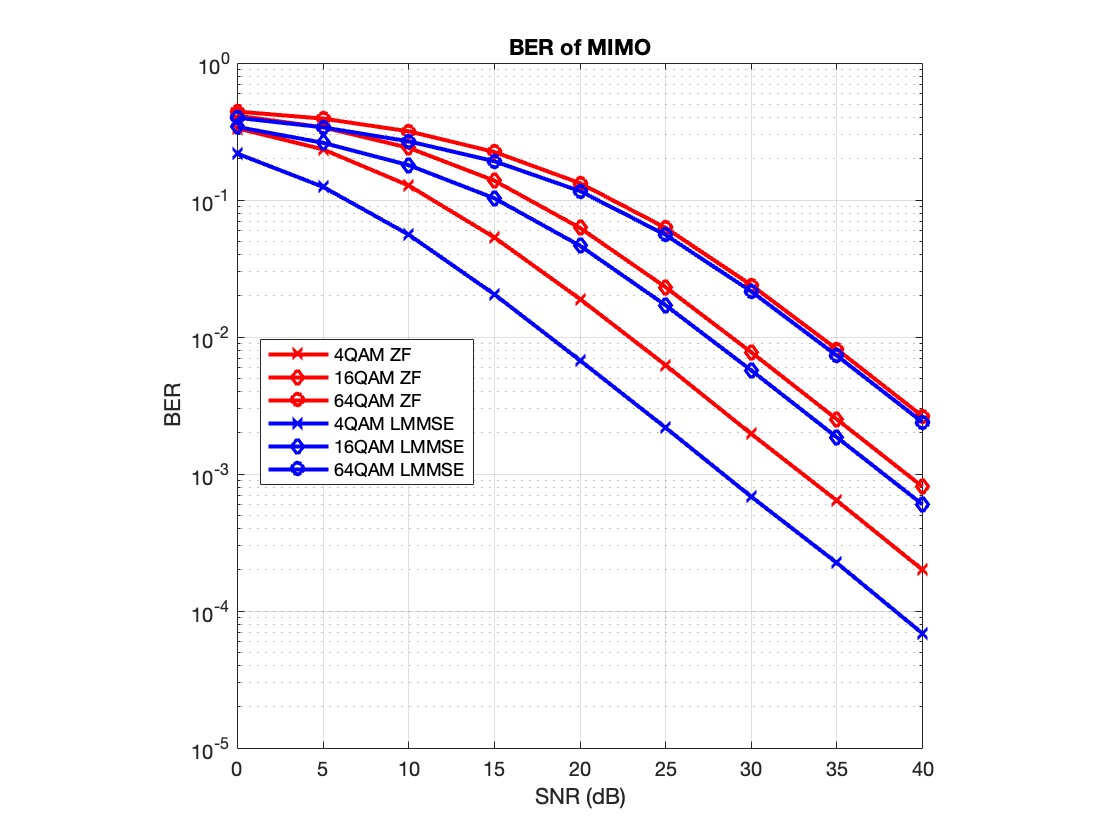 BER of MIMO
10^0
10^-1
10^-2
10^-3
10^-4
10^-5
BER
4QAM ZF
16QAM ZF
64QAM ZF
4QAM LMMSE
16QAM LMMSE
64QAM LMMSE
0 5 10 15 20 25 30 35 40
SNR (dB)